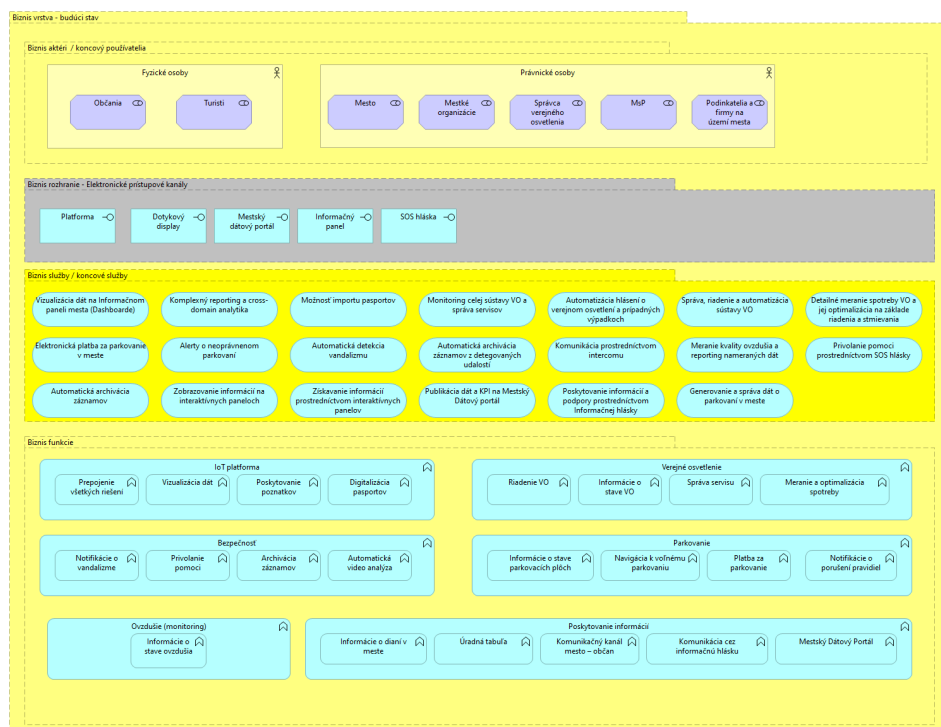 Biznis vrstva - budúci stav
Biznis aktéri / koncový používatelia
Fyzické osoby
Občania
Turisti
Právnické osoby
Mesto
Mestké
organizácie
Správca
verejného
osvetlenia
MsP
Podinkatelia a
firmy na
území mesta
Biznis rozhranie - Elektronické prístupové kanály
Platforma
Dotykový
display
Mestský
dátový portál
Informačný
panel
SOS hláska
Biznis služby / koncové služby
Vizualizácia dát na Informačnom
paneli mesta (Dashboarde)
Komplexný reporting a cross-
domain analytika
Možnosť importu pasportov
Monitoring celej sústavy VO a
správa servisov
Automatizácia hlásení o
verejnom osvetlení a prípadných
výpadkoch
Správa, riadenie a automatizácia
sústavy VO
Detailné meranie spotreby VO a
jej optimalizácia na základe
riadenia a stmievania
Elektronická platba za parkovanie
v meste
Alerty o neoprávnenom
parkovaní
Automatická detekcia
vandalizmu
Automatická archivácia
záznamov z detegovaných
udalostí
Komunikácia prostredníctvom
intercomu
Meranie kvality ovzdušia a
reporting nameraných dát
Privolanie pomoci
prostredníctvom SOS hlásky
Automatická archivácia
záznamov
Zobrazovanie informácií na
interaktívnych paneloch
Získavanie informácií
prostredníctvom interaktívnych
panelov
Publikácia dát a KPI na Mestský
Dátový portál
Poskytovanie informácií a
podpory prostredníctvom
Informačnej hlásky
Generovanie a správa dát o
parkovaní v meste
Biznis funkcie
IoT platforma
Prepojenie
všetkých riešení
Vizualizácia dát
Poskytovanie
poznatkov
Digitalizácia
pasportov
Verejné osvetlenie
Riadenie VO
Informácie o
stave VO
Správa servisu
Meranie a optimalizácia
spotreby
Bezpečnosť
Notifikácie o
vandalizme
Privolanie
pomoci
Archivácia
záznamov
Automatická
video analýza
Parkovanie
Informácie o stave
parkovacích plôch
Navigácia k voľnému
parkovaniu
Platba za
parkovanie
Notifikácie o
porušení pravidiel
Ovzdušie (monitoring)
Informácie o
stave ovzdušia
Poskytovanie informácií
Informácie o dianí v
meste
Úradná tabuľa
Komunikačný kanál
mesto – občan
Komunikácia cez
informačnú hlásku
Mestský Dátový Portál